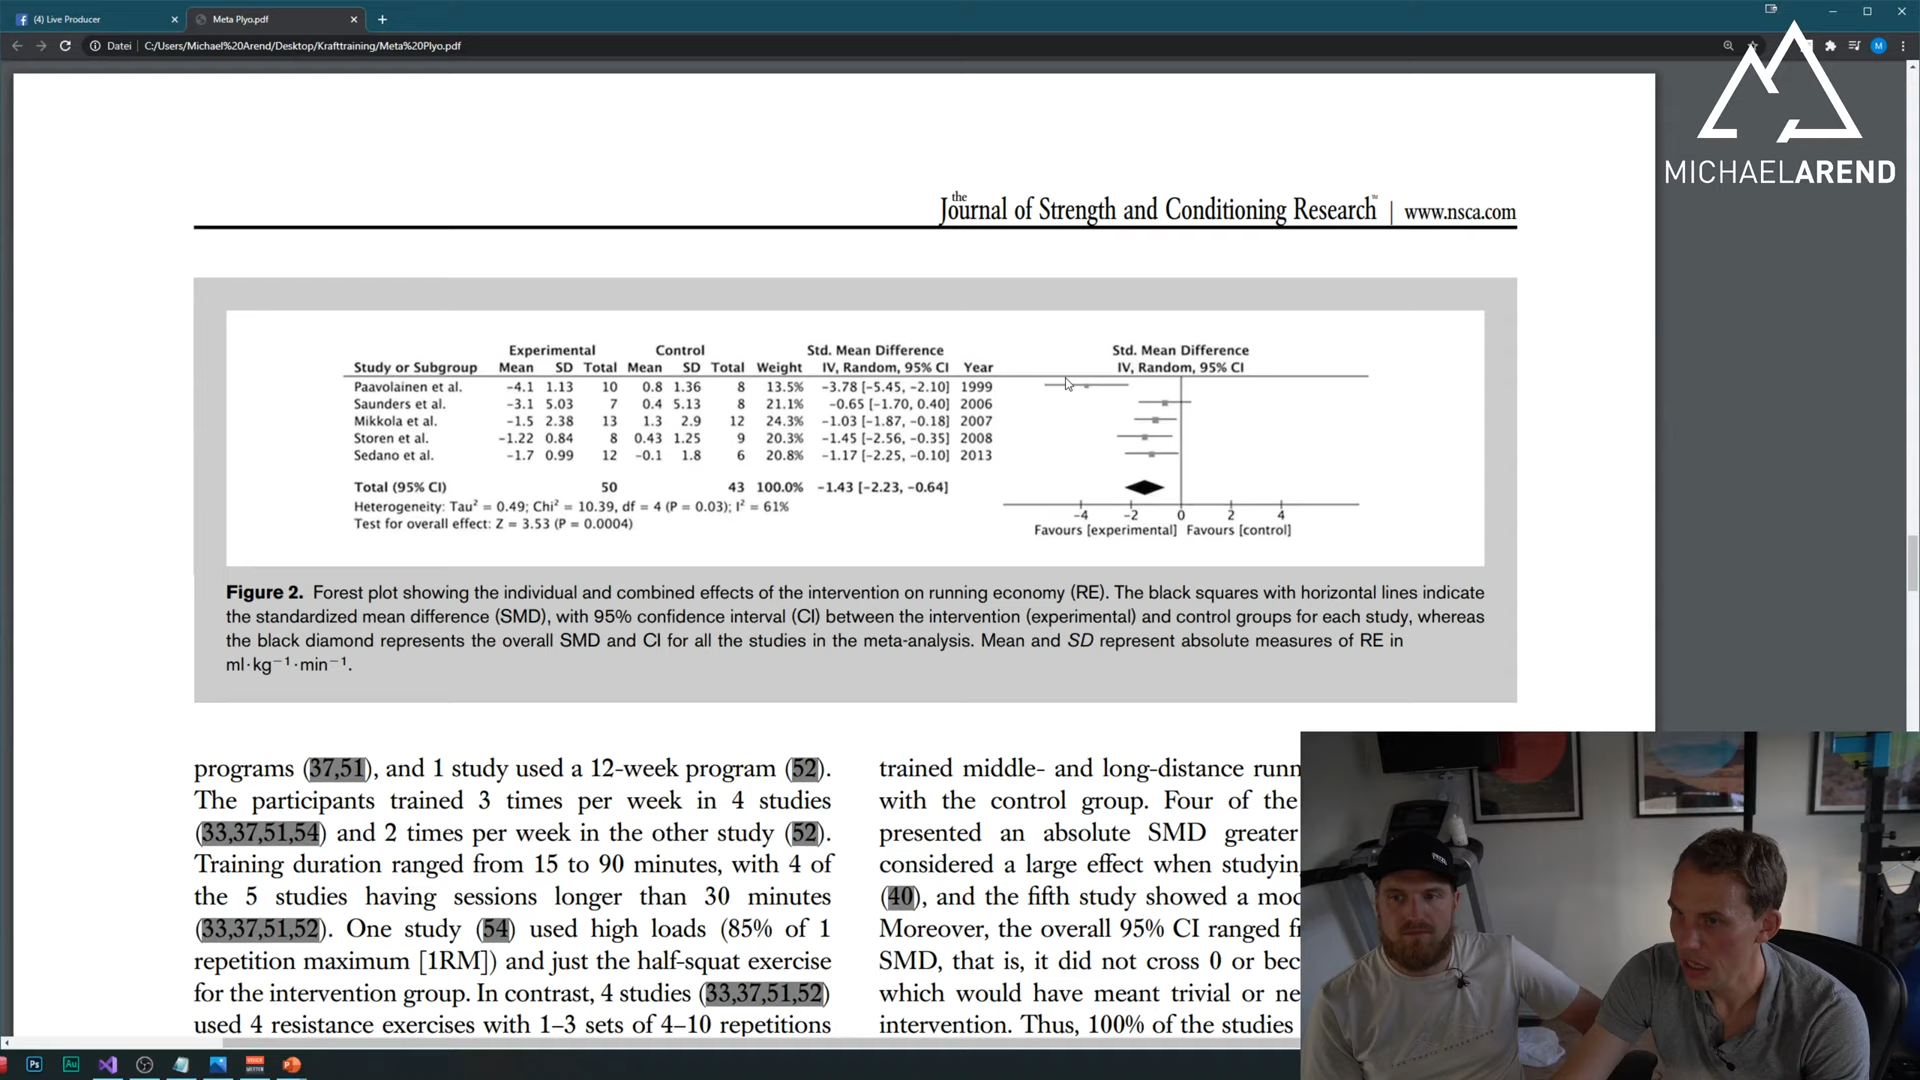 (4) Live Producer
Meta Plyo.pdf
Datei
C:/Users/Michael%20Arend/Desktop/Krafttraining/Meta%20Plyo.pdf
M
MICHAELAREND
the Journal of Strength and Conditioning Research™ | www.nsca.com
Experimental Control Std. Mean Difference Std. Mean Difference
Study or Subgroup Mean SD Total Mean SD Total Weight IV, Random, 95% CI Year IV, Random, 95% CI
Paavolainen et al. -4.1 1.13 10 0.8 1.36 8 13.5% -3.78 [-5.45, -2.10] 1999
Saunders et al. -3.1 5.03 7 0.4 5.13 8 21.1% -0.65 [-1.70, 0.40] 2006
Mikkola et al. -1.5 2.38 13 1.3 2.9 12 24.3% -1.03 [-1.87, -0.18] 2007
Storen et al. -1.22 0.84 8 0.43 1.25 9 20.3% -1.45 [-2.56, -0.35] 2008
Sedano et al. -1.7 0.99 12 -0.1 1.8 6 20.8% -1.17 [-2.25, -0.10] 2013
Total (95% CI) 50 43 100.0% -1.43 [-2.23, -0.64]
Heterogeneity: Tau² = 0.49; Chi² = 10.39, df = 4 (P = 0.03); I² = 61%
Test for overall effect: Z = 3.53 (P = 0.0004)
-4 -2 0 2 4
Favours [experimental] Favours [control]
Figure 2. Forest plot showing the individual and combined effects of the intervention on running economy (RE). The black squares with horizontal lines indicate
the standardized mean difference (SMD), with 95% confidence interval (CI) between the intervention (experimental) and control groups for each study, whereas
the black diamond represents the overall SMD and CI for all the studies in the meta-analysis. Mean and SD represent absolute measures of RE in
ml·kg⁻¹·min⁻¹.
programs (37,51), and 1 study used a 12-week program (52).
The participants trained 3 times per week in 4 studies
(33,37,51,54) and 2 times per week in the other study (52).
Training duration ranged from 15 to 90 minutes, with 4 of
the 5 studies having sessions longer than 30 minutes
(33,37,51,52). One study (54) used high loads (85% of 1
repetition maximum [1RM]) and just the half-squat exercise
for the intervention group. In contrast, 4 studies (33,37,51,52)
used 4 resistance exercises with 1–3 sets of 4–10 repetitions
trained middle- and long-distance runn
with the control group. Four of the
presented an absolute SMD greater
considered a large effect when studying
(40), and the fifth study showed a mod
Moreover, the overall 95% CI ranged f
SMD, that is, it did not cross 0 or bec
which would have meant trivial or ne
intervention. Thus, 100% of the studies
Ps
Au